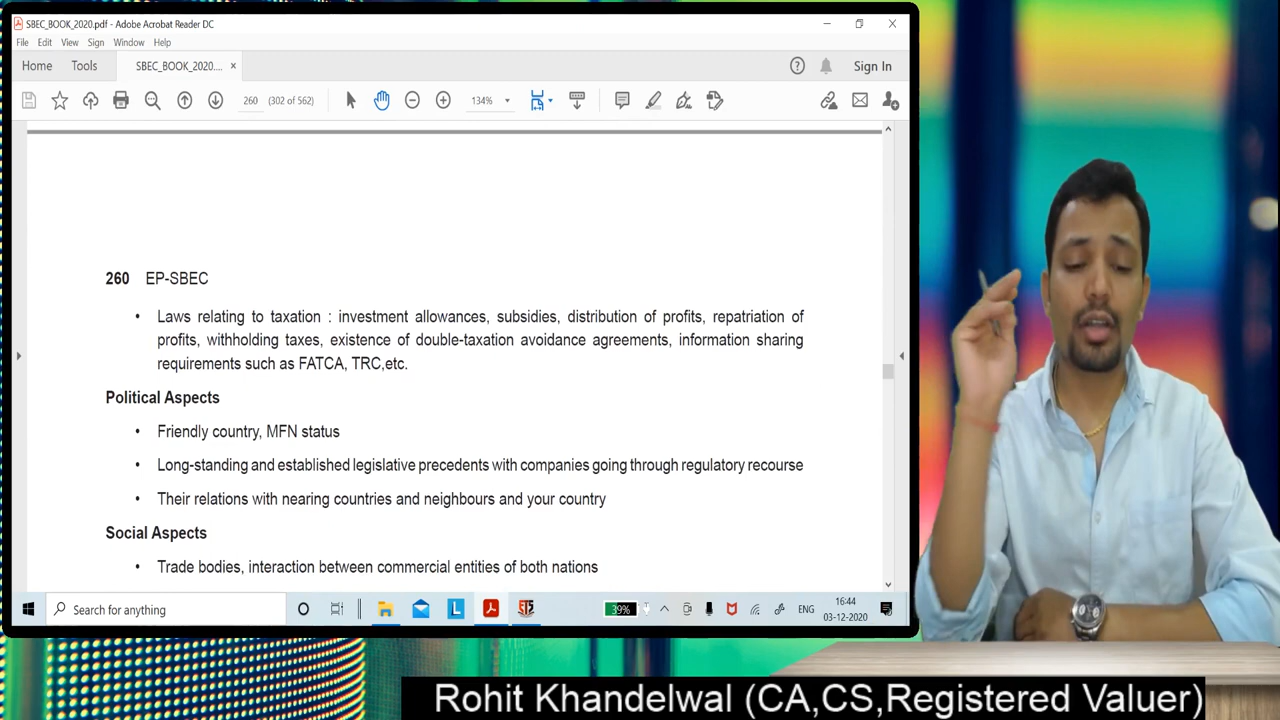 SBEC_BOOK_2020.pdf - Adobe Acrobat Reader DC
File Edit View Sign Window Help
Home Tools SBEC_BOOK_2020.... × Sign In
260 (302 of 562) 134%
260 EP-SBEC
• Laws relating to taxation : investment allowances, subsidies, distribution of profits, repatriation of
profits, withholding taxes, existence of double-taxation avoidance agreements, information sharing
requirements such as FATCA, TRC,etc.
Political Aspects
• Friendly country, MFN status
• Long-standing and established legislative precedents with companies going through regulatory recourse
• Their relations with nearing countries and neighbours and your country
Social Aspects
• Trade bodies, interaction between commercial entities of both nations
Search for anything
39%
ENG
16:44
03-12-2020
Rohit Khandelwal (CA,CS,Registered Valuer)